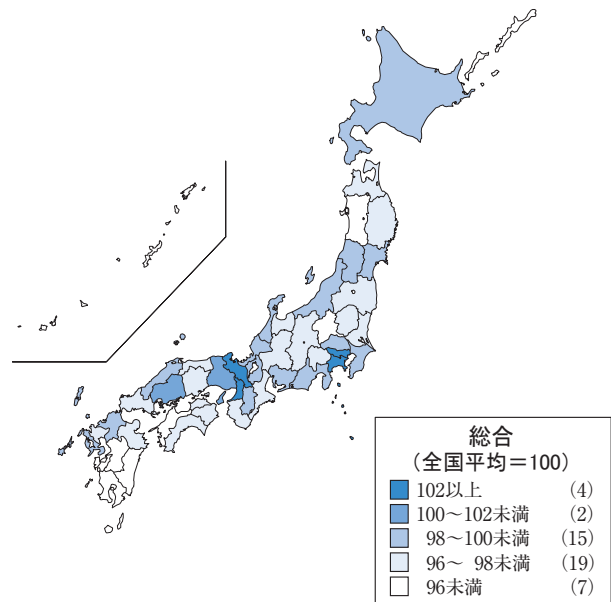 総合
(全国平均＝100)
102以上 (4)
100～102未満 (2)
98～100未満 (15)
96～ 98未満 (19)
96未満 (7)